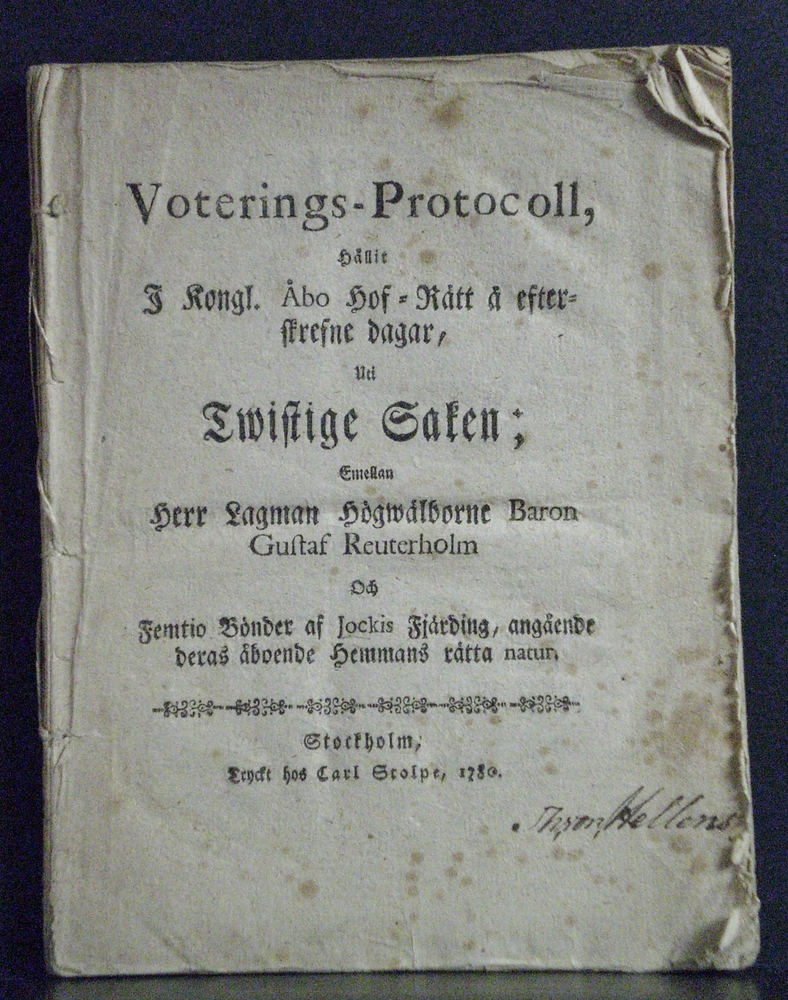 Voterings-Protocoll,
Hållit
I Kongl. Åbo Hof-Rätt å efter-
skrefne dagar,
Uti
Twistige Saken;
Emellan
Herr Lagman Högwälborne Baron
Gustaf Reuterholm
Och
Femtio Bönder af Jockis Fjärding, angående
deras åboende Hemmans rätta natur.
Stockholm,
Tryckt hos Carl Stolpe, 1780.
Hellens